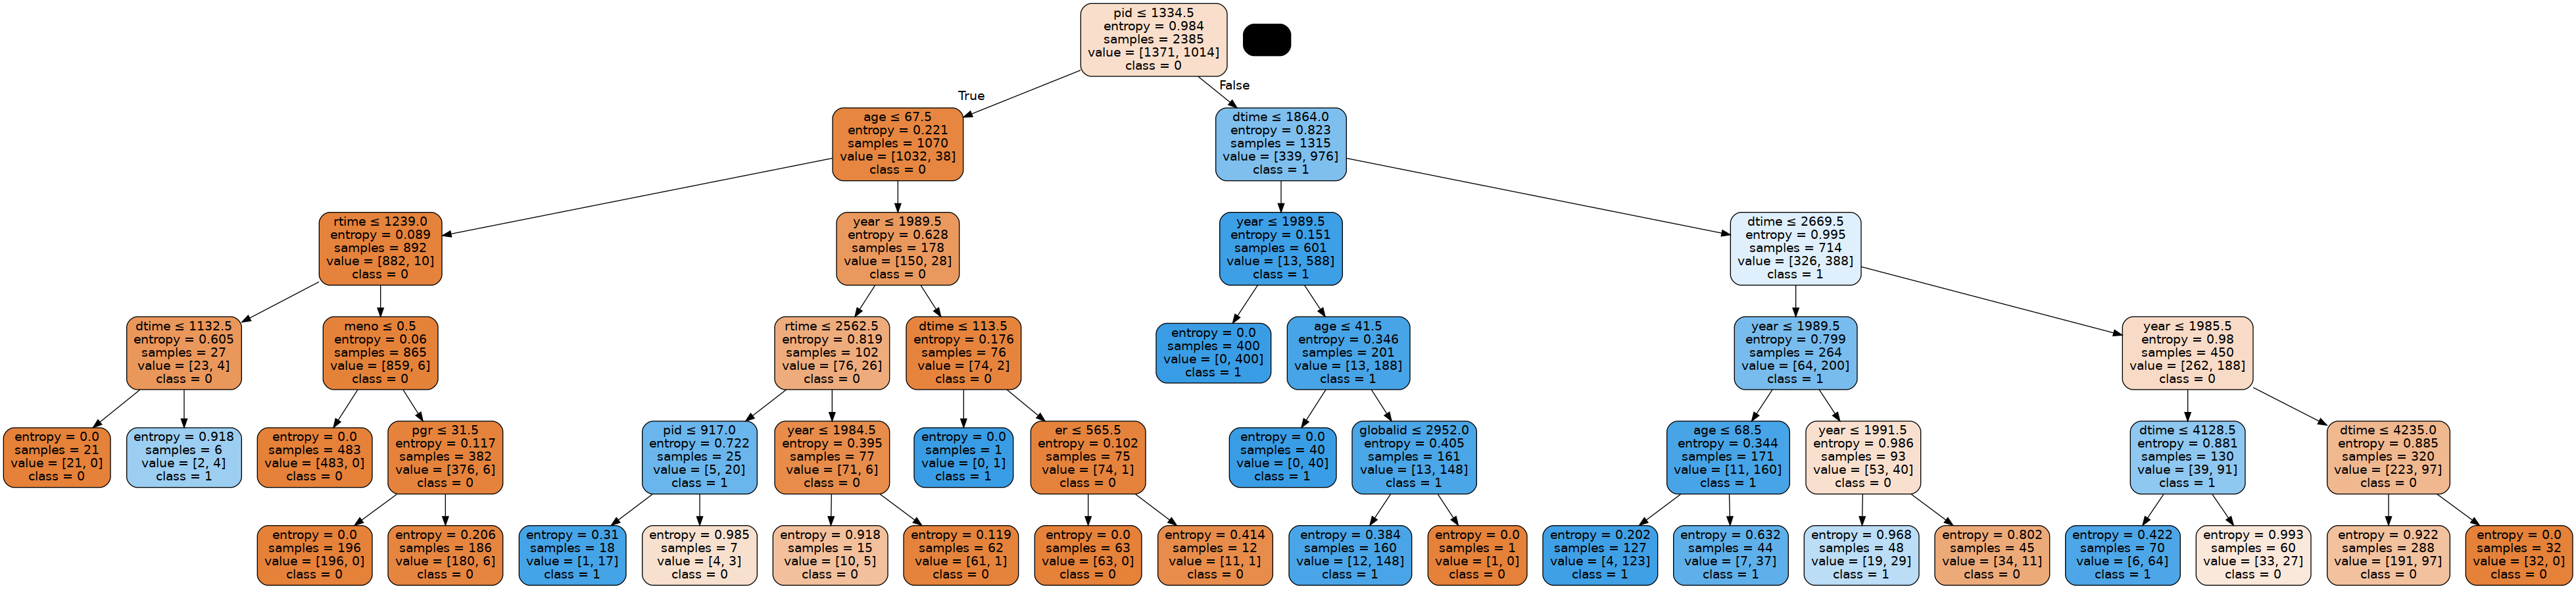 pid ≤ 1334.5
entropy = 0.984
samples = 2385
value = [1371, 1014]
class = 0
True
False
age ≤ 67.5
entropy = 0.221
samples = 1070
value = [1032, 38]
class = 0
dtime ≤ 1864.0
entropy = 0.823
samples = 1315
value = [339, 976]
class = 1
rtime ≤ 1239.0
entropy = 0.089
samples = 892
value = [882, 10]
class = 0
year ≤ 1989.5
entropy = 0.628
samples = 178
value = [150, 28]
class = 0
year ≤ 1989.5
entropy = 0.151
samples = 601
value = [13, 588]
class = 1
dtime ≤ 2669.5
entropy = 0.995
samples = 714
value = [326, 388]
class = 1
dtime ≤ 1132.5
entropy = 0.605
samples = 27
value = [23, 4]
class = 0
meno ≤ 0.5
entropy = 0.06
samples = 865
value = [859, 6]
class = 0
rtime ≤ 2562.5
entropy = 0.819
samples = 102
value = [76, 26]
class = 0
dtime ≤ 113.5
entropy = 0.176
samples = 76
value = [74, 2]
class = 0
entropy = 0.0
samples = 400
value = [0, 400]
class = 1
age ≤ 41.5
entropy = 0.346
samples = 201
value = [13, 188]
class = 1
year ≤ 1989.5
entropy = 0.799
samples = 264
value = [64, 200]
class = 1
year ≤ 1985.5
entropy = 0.98
samples = 450
value = [262, 188]
class = 0
entropy = 0.0
samples = 21
value = [21, 0]
class = 0
entropy = 0.918
samples = 6
value = [2, 4]
class = 1
entropy = 0.0
samples = 483
value = [483, 0]
class = 0
pgr ≤ 31.5
entropy = 0.117
samples = 382
value = [376, 6]
class = 0
pid ≤ 917.0
entropy = 0.722
samples = 25
value = [5, 20]
class = 1
year ≤ 1984.5
entropy = 0.395
samples = 77
value = [71, 6]
class = 0
entropy = 0.0
samples = 1
value = [0, 1]
class = 1
er ≤ 565.5
entropy = 0.102
samples = 75
value = [74, 1]
class = 0
entropy = 0.0
samples = 40
value = [0, 40]
class = 1
globalid ≤ 2952.0
entropy = 0.405
samples = 161
value = [13, 148]
class = 1
age ≤ 68.5
entropy = 0.344
samples = 171
value = [11, 160]
class = 1
year ≤ 1991.5
entropy = 0.986
samples = 93
value = [53, 40]
class = 0
dtime ≤ 4128.5
entropy = 0.881
samples = 130
value = [39, 91]
class = 1
dtime ≤ 4235.0
entropy = 0.885
samples = 320
value = [223, 97]
class = 0
entropy = 0.0
samples = 196
value = [196, 0]
class = 0
entropy = 0.206
samples = 186
value = [180, 6]
class = 0
entropy = 0.31
samples = 18
value = [1, 17]
class = 1
entropy = 0.985
samples = 7
value = [4, 3]
class = 0
entropy = 0.918
samples = 15
value = [10, 5]
class = 0
entropy = 0.119
samples = 62
value = [61, 1]
class = 0
entropy = 0.0
samples = 63
value = [63, 0]
class = 0
entropy = 0.414
samples = 12
value = [11, 1]
class = 0
entropy = 0.384
samples = 160
value = [12, 148]
class = 1
entropy = 0.0
samples = 1
value = [1, 0]
class = 0
entropy = 0.202
samples = 127
value = [4, 123]
class = 1
entropy = 0.632
samples = 44
value = [7, 37]
class = 1
entropy = 0.968
samples = 48
value = [19, 29]
class = 1
entropy = 0.802
samples = 45
value = [34, 11]
class = 0
entropy = 0.422
samples = 70
value = [6, 64]
class = 1
entropy = 0.993
samples = 60
value = [33, 27]
class = 0
entropy = 0.922
samples = 288
value = [191, 97]
class = 0
entropy = 0.0
samples = 32
value = [32, 0]
class = 0